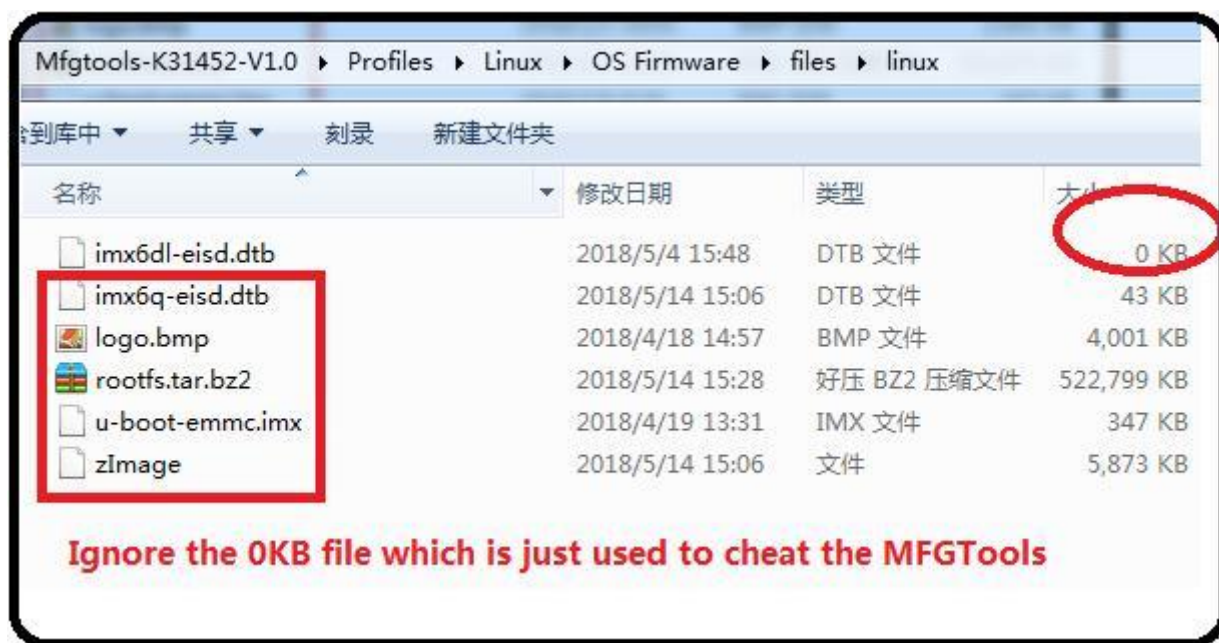 Mfgtools-K31452-V1.0 ▸ Profiles ▸ Linux ▸ OS Firmware ▸ files ▸ linux
到库中 ▾ 共享 ▾ 刻录 新建文件夹
名称 修改日期 类型 大小
imx6dl-eisd.dtb 2018/5/4 15:48 DTB 文件 0 KB
imx6q-eisd.dtb 2018/5/14 15:06 DTB 文件 43 KB
logo.bmp 2018/4/18 14:57 BMP 文件 4,001 KB
rootfs.tar.bz2 2018/5/14 15:28 好压 BZ2 压缩文件 522,799 KB
u-boot-emmc.imx 2018/4/19 13:31 IMX 文件 347 KB
zImage 2018/5/14 15:06 文件 5,873 KB
Ignore the 0KB file which is just used to cheat the MFGTools